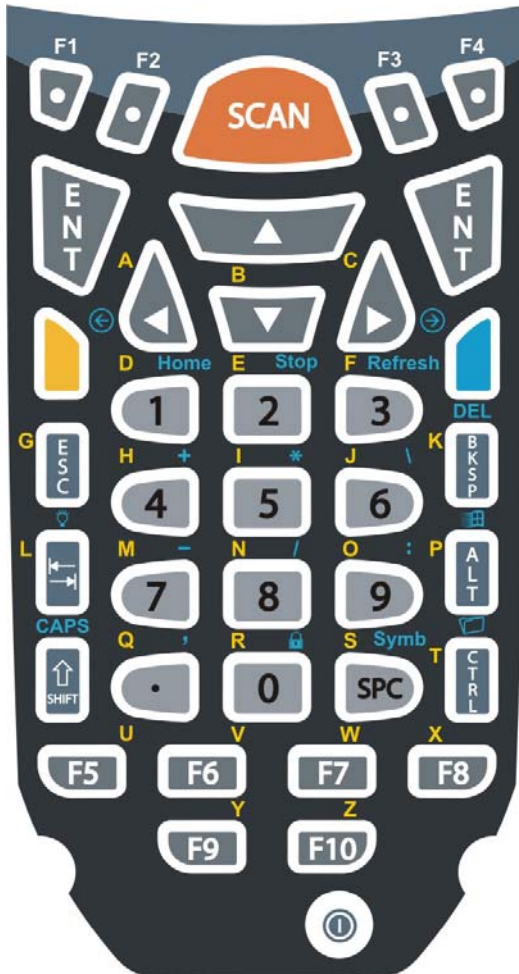 F1 F2 F3 F4
SCAN
ENT ENT
A B C
D Home E Stop F Refresh DEL
1 2 3
G ESC H + I * J \ K BKSP
4 5 6
L M – N / O : P ALT
7 8 9
CAPS Q , R S Symb T CTRL
SHIFT . 0 SPC
U V W X
F5 F6 F7 F8
Y Z
F9 F10